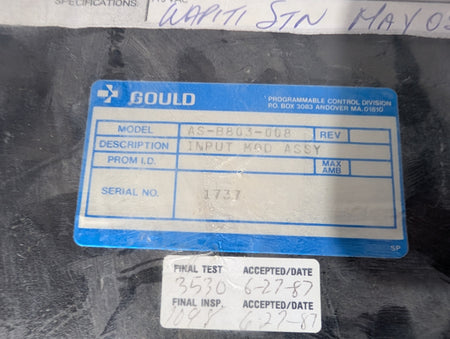 SPECIFICATIONS:
WAPITI STN MAY 0
GOULD
PROGRAMMABLE CONTROL DIVISION
P.O. BOX 3083 ANDOVER MA. 01810
MODEL AS-B803-008 REV
DESCRIPTION INPUT MOD ASSY
PROM I.D. MAX AMB
SERIAL NO. 1737
SP
FINAL TEST ACCEPTED/DATE
3530 6-27-87
FINAL INSP. ACCEPTED/DATE
6-27-87